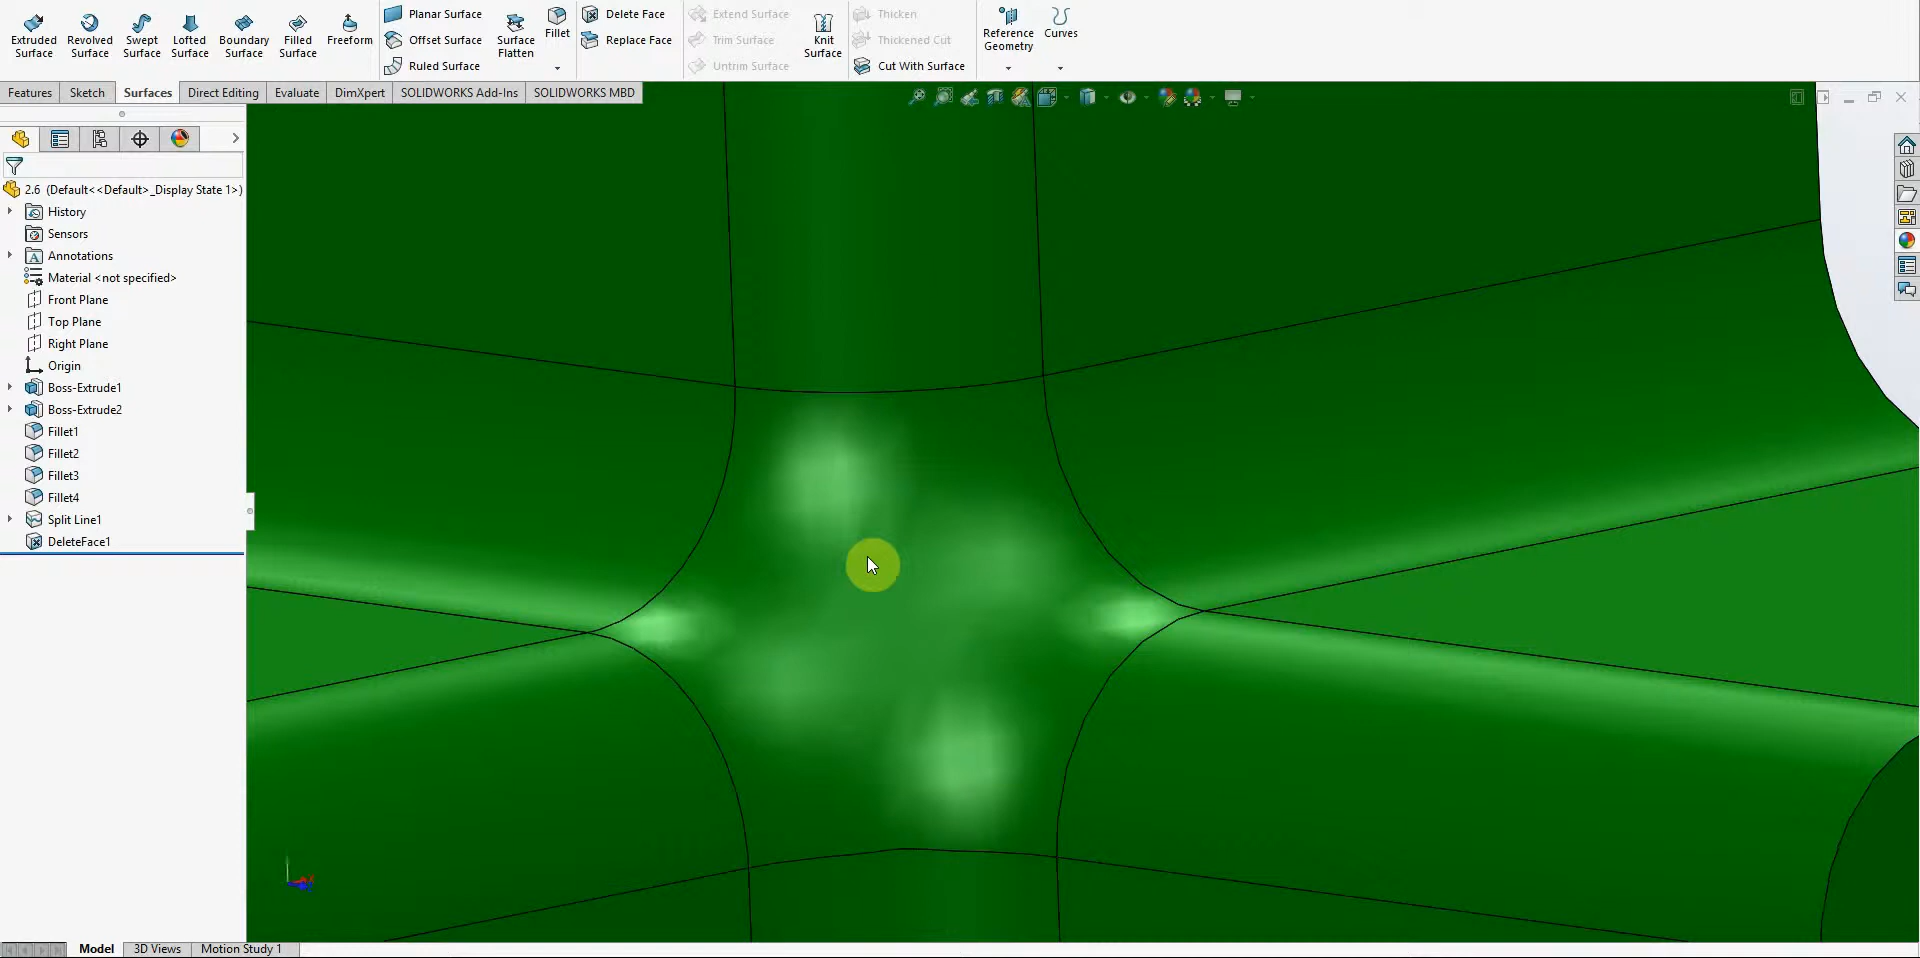 Extruded Surface
Revolved Surface
Swept Surface
Lofted Surface
Boundary Surface
Filled Surface
Freeform
Planar Surface
Offset Surface
Ruled Surface
Surface Flatten
Fillet
Delete Face
Replace Face
Extend Surface
Trim Surface
Untrim Surface
Knit Surface
Thicken
Thickened Cut
Cut With Surface
Reference Geometry
Curves
Features
Sketch
Surfaces
Direct Editing
Evaluate
DimXpert
SOLIDWORKS Add-Ins
SOLIDWORKS MBD
2.6 (Default<<Default>_Display State 1>)
History
Sensors
A Annotations
Material <not specified>
Front Plane
Top Plane
Right Plane
Origin
Boss-Extrude1
Boss-Extrude2
Fillet1
Fillet2
Fillet3
Fillet4
Split Line1
DeleteFace1
Model
3D Views
Motion Study 1